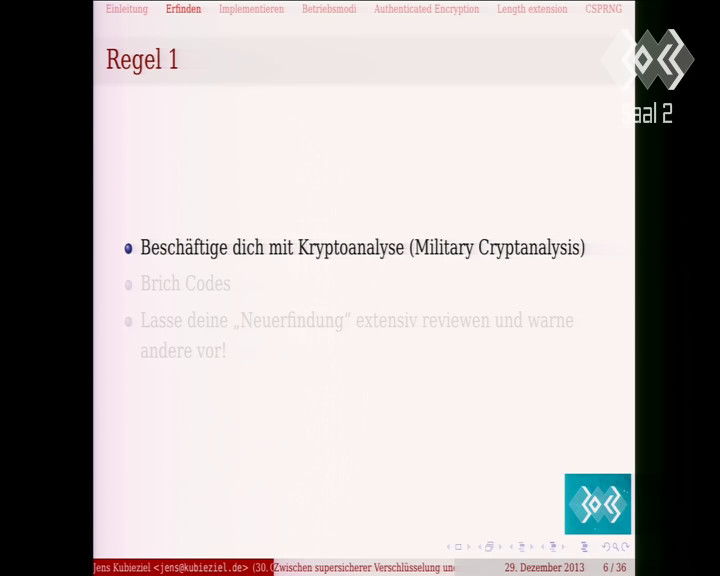 Einleitung Erfinden Implementieren Betriebsmodi Authenticated Encryption Length extension CSPRNG
Regel 1
Saal 2
Beschäftige dich mit Kryptoanalyse (Military Cryptanalysis)
Brich Codes
Lasse deine „Neuerfindung“ extensiv reviewen und warne
andere vor!
Jens Kubieziel <jens@kubieziel.de> (30.C Zwischen supersicherer Verschlüsselung un 29. Dezember 2013 6 / 36